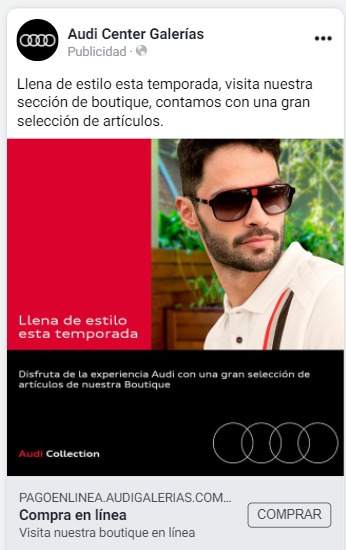 Audi Center Galerías
Publicidad ·
Llena de estilo esta temporada, visita nuestra
sección de boutique, contamos con una gran
selección de artículos.
Llena de estilo
esta temporada
Disfruta de la experiencia Audi con una gran selección de
artículos de nuestra Boutique
Audi Collection
PAGOENLINEA.AUDIGALERIAS.COM...
Compra en línea
Visita nuestra boutique en línea
COMPRAR